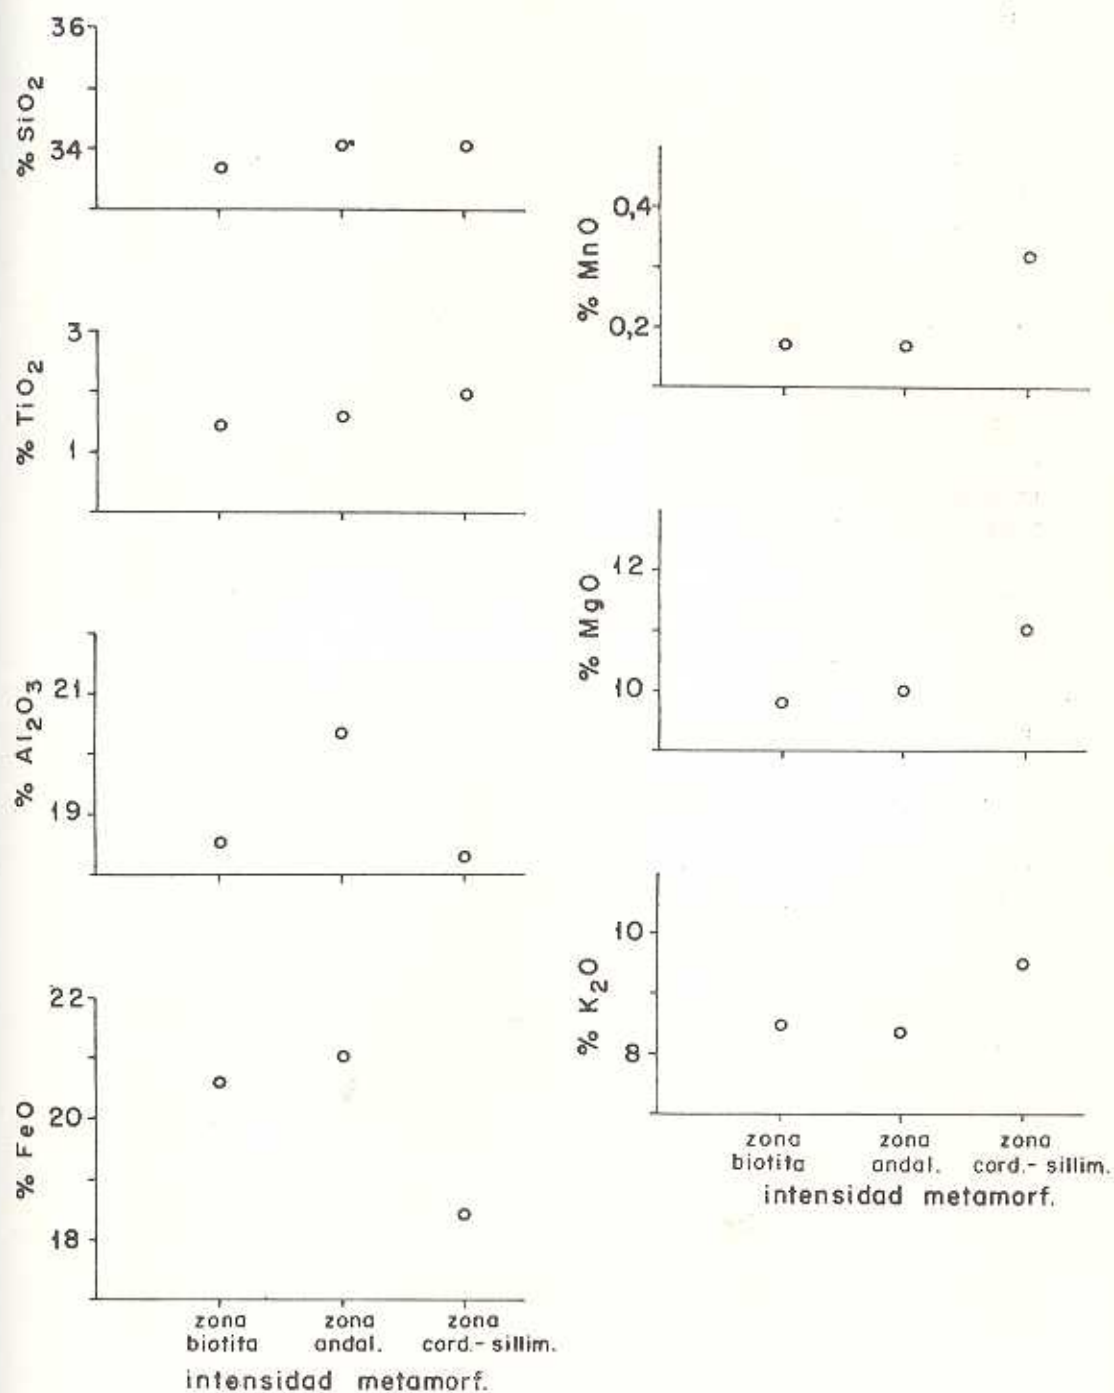 36
34
% SiO2
3
1
% TiO2
21
19
% Al2O3
22
20
18
% FeO
zona zona zona
biotita andal. cord.- sillim.
intensidad metamorf.
0,4
0,2
% MnO
12
10
% MgO
10
8
% K2O
zona zona zona
biotita andal. cord.- sillim.
intensidad metamorf.